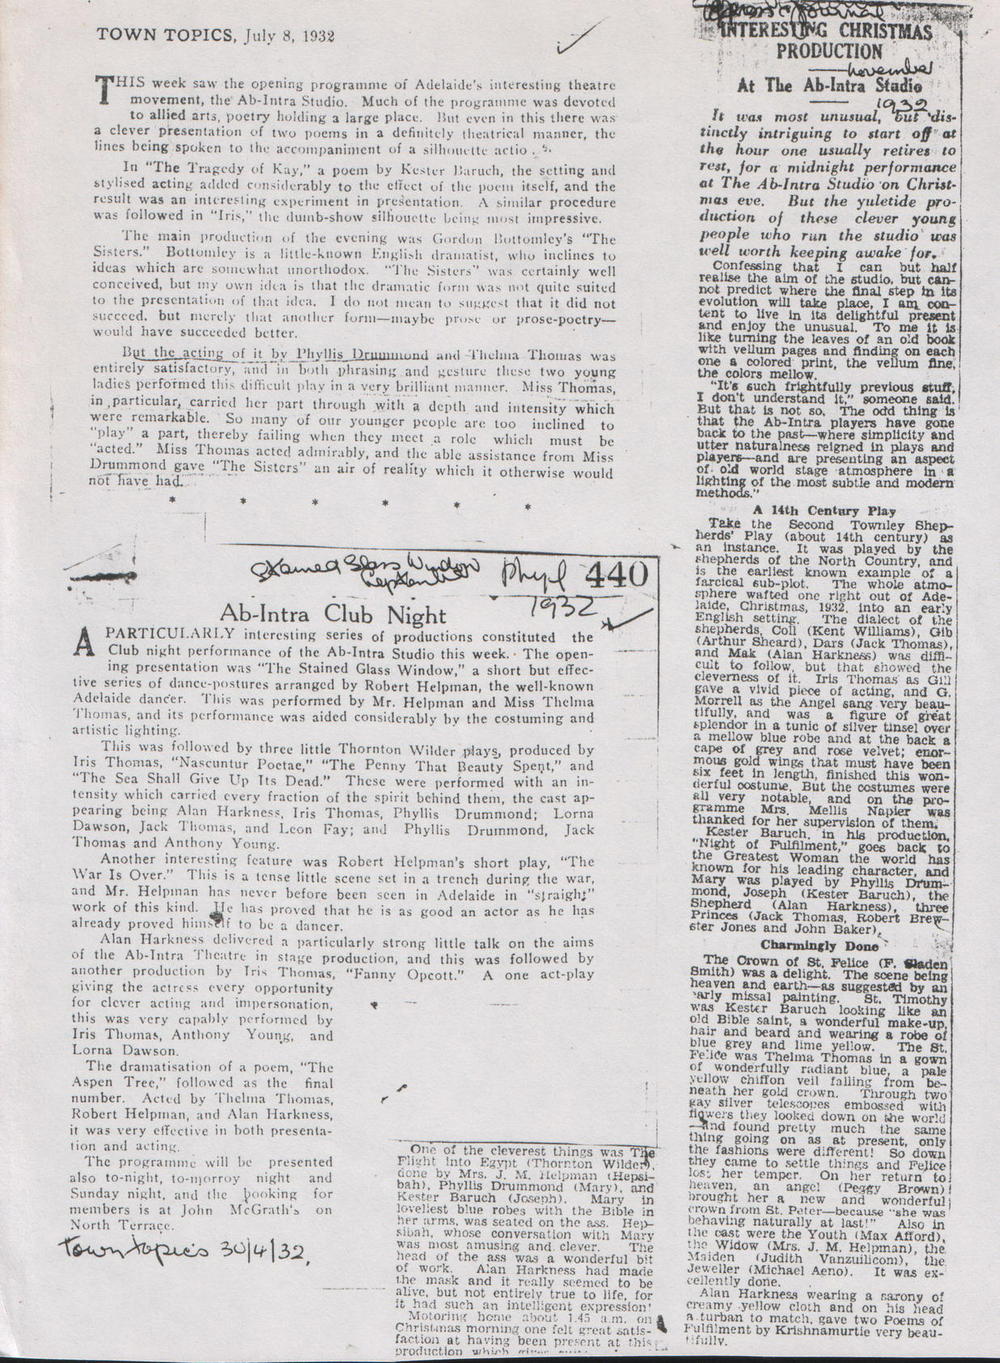 TOWN TOPICS, July 8, 1932
THIS week saw the opening programme of Adelaide's interesting theatre
movement, the Ab-Intra Studio. Much of the programme was devoted
to allied arts, poetry holding a large place. But even in this there was
a clever presentation of two poems in a definitely theatrical manner, the
lines being spoken to the accompaniment of a silhouette actio
In "The Tragedy of Kay," a poem by Kester Baruch, the setting and
stylised acting added considerably to the effect of the poem itself, and the
result was an interesting experiment in presentation. A similar procedure
was followed in "Iris," the dumb-show silhouette being most impressive.
The main production of the evening was Gordon Bottomley's "The
Sisters." Bottomley is a little-known English dramatist, who inclines to
ideas which are somewhat unorthodox. "The Sisters" was certainly well
conceived, but my own idea is that the dramatic form was not quite suited
to the presentation of that idea. I do not mean to suggest that it did not
succeed, but merely that another form—maybe prose or prose-poetry—
would have succeeded better.
But the acting of it by Phyllis Drummond and Thelma Thomas was
entirely satisfactory, and in both phrasing and gesture these two young
ladies performed this difficult play in a very brilliant manner. Miss Thomas,
in particular, carried her part through with a depth and intensity which
were remarkable. So many of our younger people are too inclined to
"play" a part, thereby failing when they meet a role which must be
"acted." Miss Thomas acted admirably, and the able assistance from Miss
Drummond gave "The Sisters" an air of reality which it otherwise would
not have had.
* * * * * *
Stained Glass Window
September
Phyl 440
1932
Ab-Intra Club Night
A PARTICULARLY interesting series of productions constituted the
Club night performance of the Ab-Intra Studio this week. The open-
ing presentation was "The Stained Glass Window," a short but effec-
tive series of dance-postures arranged by Robert Helpman, the well-known
Adelaide dancer. This was performed by Mr. Helpman and Miss Thelma
Thomas, and its performance was aided considerably by the costuming and
artistic lighting.
This was followed by three little Thornton Wilder plays, produced by
Iris Thomas, "Nascuntur Poetae," "The Penny That Beauty Spent," and
"The Sea Shall Give Up Its Dead." These were performed with an in-
tensity which carried every fraction of the spirit behind them, the cast ap-
pearing being Alan Harkness, Iris Thomas, Phyllis Drummond; Lorna
Dawson, Jack Thomas, and Leon Fay; and Phyllis Drummond, Jack
Thomas and Anthony Young.
Another interesting feature was Robert Helpman's short play, "The
War Is Over." This is a tense little scene set in a trench during the war,
and Mr. Helpman has never before been seen in Adelaide in "straight"
work of this kind. He has proved that he is as good an actor as he has
already proved himself to be a dancer.
Alan Harkness delivered a particularly strong little talk on the aims
of the Ab-Intra Theatre in stage production, and this was followed by
another production by Iris Thomas, "Fanny Opcott." A one act-play
giving the actress every opportunity
for clever acting and impersonation,
this was very capably performed by
Iris Thomas, Anthony Young, and
Lorna Dawson.
The dramatisation of a poem, "The
Aspen Tree," followed as the final
number. Acted by Thelma Thomas,
Robert Helpman, and Alan Harkness,
it was very effective in both presenta-
tion and acting.
The programme will be presented
also to-night, to-morroy night and
Sunday night, and the booking for
members is at John McGrath's on
North Terrace.
Town topics 30/4/32.
One of the cleverest things was The
Flight Into Egypt (Thornton Wilder),
done by Mrs. J. M. Helpman (Hepsi-
bah), Phyllis Drummond (Mary), and
Kester Baruch (Joseph). Mary in
loveliest blue robes with the Bible in
her arms, was seated on the ass. Hep-
sibah, whose conversation with Mary
was most amusing and clever. The
head of the ass was a wonderful bit
of work. Alan Harkness had made
the mask and it really seemed to be
alive, but not entirely true to life, for
it had such an intelligent expression!
Motoring home about 1.45 a.m. on
Christmas morning one felt great satis-
faction at having been present at this
production which
Journal
INTERESTING CHRISTMAS
PRODUCTION
November
At The Ab-Intra Studio
1932
It was most unusual, but dis-
tinctly intriguing to start off at
the hour one usually retires to
rest, for a midnight performance
at The Ab-Intra Studio on Christ-
mas eve. But the yuletide pro-
duction of these clever young
people who run the studio was
well worth keeping awake for.
Confessing that I can but half
realise the aim of the studio, but can-
not predict where the final step in its
evolution will take place, I am con-
tent to live in its delightful present
and enjoy the unusual. To me it is
like turning the leaves of an old book
with vellum pages and finding on each
one a colored print, the vellum fine,
the colors mellow.
"It's such frightfully previous stuff,
I don't understand it," someone said.
But that is not so. The odd thing is
that the Ab-Intra players have gone
back to the past—where simplicity and
utter naturalness reigned in plays and
players—and are presenting an aspect
of old world stage atmosphere in a
lighting of the most subtle and modern
methods."
A 14th Century Play
Take the Second Townley Shep-
herds' Play (about 14th century) as
an instance. It was played by the
shepherds of the North Country, and
is the earliest known example of a
farcical sub-plot. The whole atmo-
sphere wafted one right out of Ade-
laide, Christmas, 1932, into an early
English setting. The dialect of the
shepherds, Coll (Kent Williams), Gib
(Arthur Sheard), Dars (Jack Thomas),
and Mak (Alan Harkness) was diffi-
cult to follow, but that showed the
cleverness of it. Iris Thomas as Gill
gave a vivid piece of acting, and G.
Morrell as the Angel sang very beau-
tifully, and was a figure of great
splendor in a tunic of silver tinsel over
a mellow blue robe and at the back a
cape of grey and rose velvet; enor-
mous gold wings that must have been
six feet in length, finished this won-
derful costume. But the costumes were
all very notable, and on the pro-
gramme Mrs. Mellis Napier was
thanked for her supervision of them.
Kester Baruch, in his production,
"Night of Fulfilment," goes back to
the Greatest Woman the world has
known for his leading character, and
Mary was played by Phyllis Drum-
mond, Joseph (Kester Baruch), the
Shepherd (Alan Harkness), three
Princes (Jack Thomas, Robert Brew-
ster Jones and John Baker).
Charmingly Done
The Crown of St. Felice (F. Sladen
Smith) was a delight. The scene being
heaven and earth—as suggested by an
early missal painting. St. Timothy
was Kester Baruch looking like an
old Bible saint, a wonderful make-up,
hair and beard and wearing a robe of
blue grey and lime yellow. The St.
Felice was Thelma Thomas in a gown
of wonderfully radiant blue, a pale
yellow chiffon veil falling from be-
neath her gold crown. Through two
gay silver telescopes embossed with
flowers they looked down on the world
—and found pretty much the same
thing going on as at present, only
the fashions were different! So down
they came to settle things and Felice
lost her temper. On her return to
heaven, an angel (Peggy Brown)
brought her a new and wonderful
crown from St. Peter—because "she was
behaving naturally at last!" Also in
the cast were the Youth (Max Afford),
the Widow (Mrs. J. M. Helpman), the
Maiden (Judith Vanzuilicom), the
Jeweller (Michael Aeno). It was ex-
cellently done.
Alan Harkness wearing a sarong of
creamy yellow cloth and on his head
a turban to match, gave two Poems of
Fulfilment by Krishnamurtie very beau-
tifully.